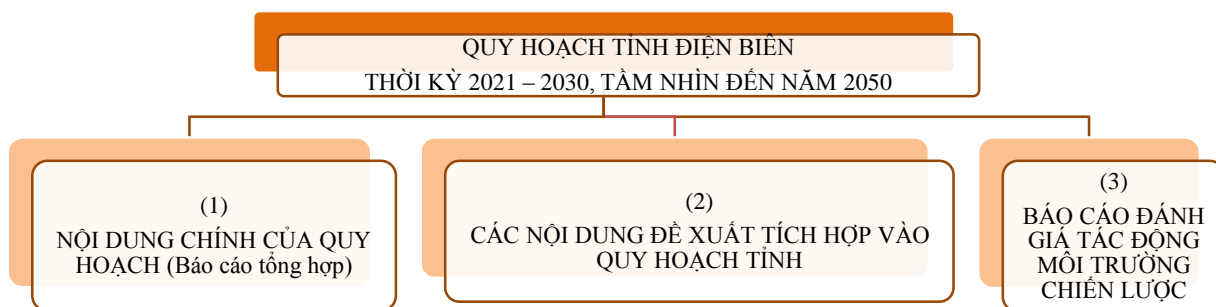 QUY HOẠCH TỈNH ĐIỆN BIÊN
THỜI KỲ 2021 – 2030, TẦM NHÌN ĐẾN NĂM 2050
(1)
NỘI DUNG CHÍNH CỦA QUY
HOẠCH (Báo cáo tổng hợp)
(2)
CÁC NỘI DUNG ĐỀ XUẤT TÍCH HỢP VÀO
QUY HOẠCH TỈNH
(3)
BÁO CÁO ĐÁNH
GIÁ TÁC ĐỘNG
MÔI TRƯỜNG
CHIẾN LƯỢC